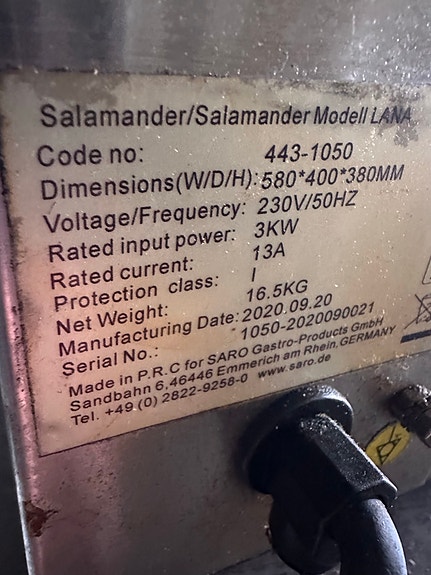 Salamander/Salamander Modell LANA
Code no: 443-1050
Dimensions(W/D/H): 580*400*380MM
Voltage/Frequency: 230V/50HZ
Rated input power: 3KW
Rated current: 13A
Protection class: I
Net Weight: 16.5KG
Manufacturing Date: 2020.09.20
Serial No.: 1050-2020090021
Made in P.R.C for SARO Gastro-Products GmbH
Sandbahn 6,46446 Emmerich am Rhein,GERMANY
Tel. +49 (0) 2822-9258-0 www.saro.de